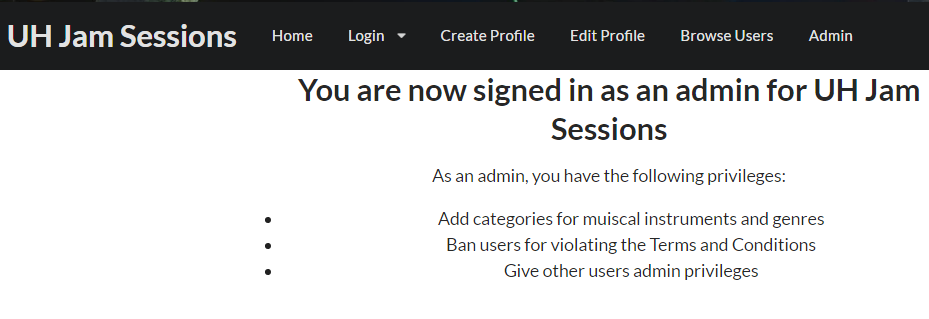 UH Jam Sessions Home Login Create Profile Edit Profile Browse Users Admin
You are now signed in as an admin for UH Jam
Sessions
As an admin, you have the following privileges:
Add categories for muiscal instruments and genres
Ban users for violating the Terms and Conditions
Give other users admin privileges